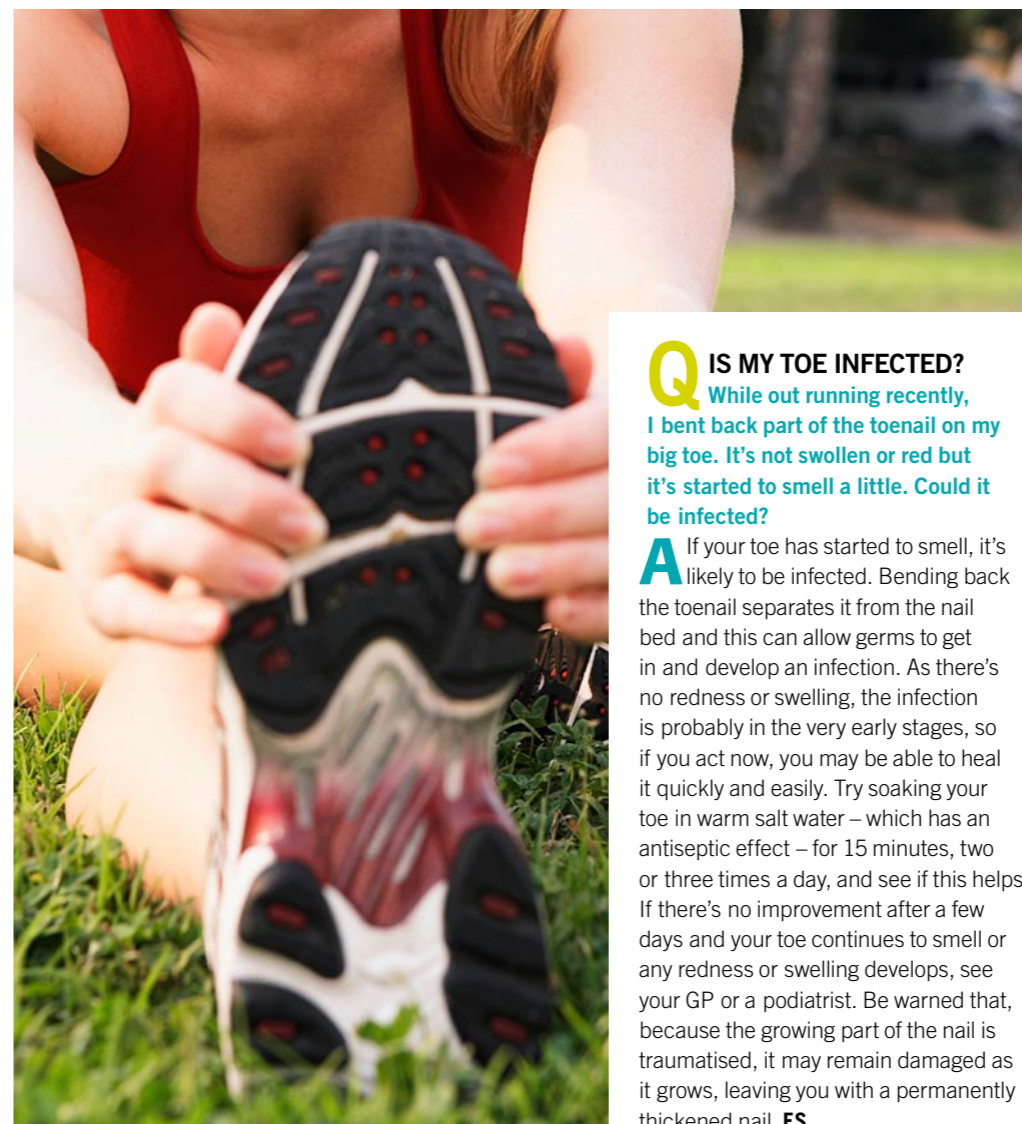 Q IS MY TOE INFECTED?
While out running recently,
I bent back part of the toenail on my
big toe. It's not swollen or red but
it's started to smell a little. Could it
be infected?
A If your toe has started to smell, it's
likely to be infected. Bending back
the toenail separates it from the nail
bed and this can allow germs to get
in and develop an infection. As there's
no redness or swelling, the infection
is probably in the very early stages, so
if you act now, you may be able to heal
it quickly and easily. Try soaking your
toe in warm salt water – which has an
antiseptic effect – for 15 minutes, two
or three times a day, and see if this helps
If there's no improvement after a few
days and your toe continues to smell or
any redness or swelling develops, see
your GP or a podiatrist. Be warned that,
because the growing part of the nail is
traumatised, it may remain damaged as
it grows, leaving you with a permanently
thickened nail. ES